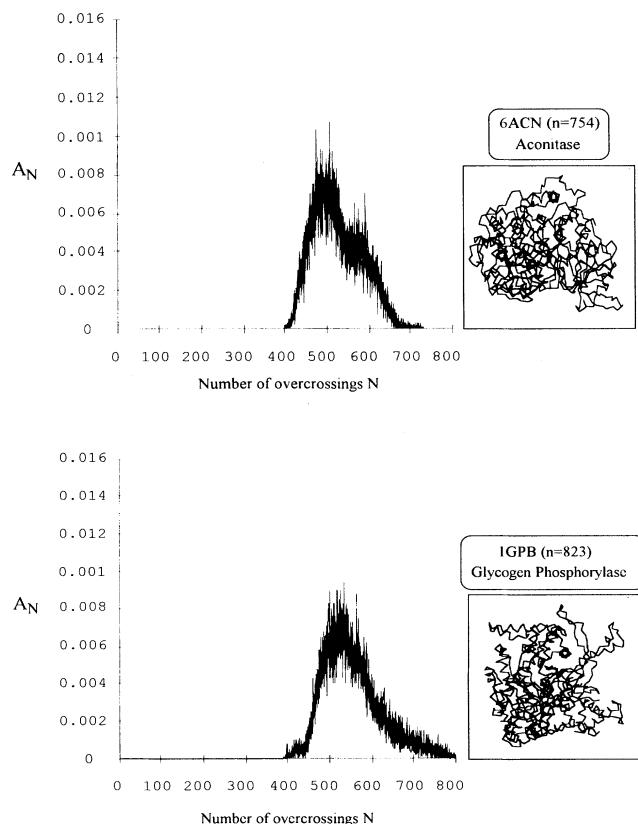 0.016
0.014
0.012
0.001
0.008
0.006
0.004
0.002
0
A_N
0 100 200 300 400 500 600 700 800
Number of overcrossings N
6ACN (n=754)
Aconitase
0.016
0.014
0.012
0.001
0.008
0.006
0.004
0.002
0
A_N
0 100 200 300 400 500 600 700 800
Number of overcrossings N
1GPB (n=823)
Glycogen Phosphorylase